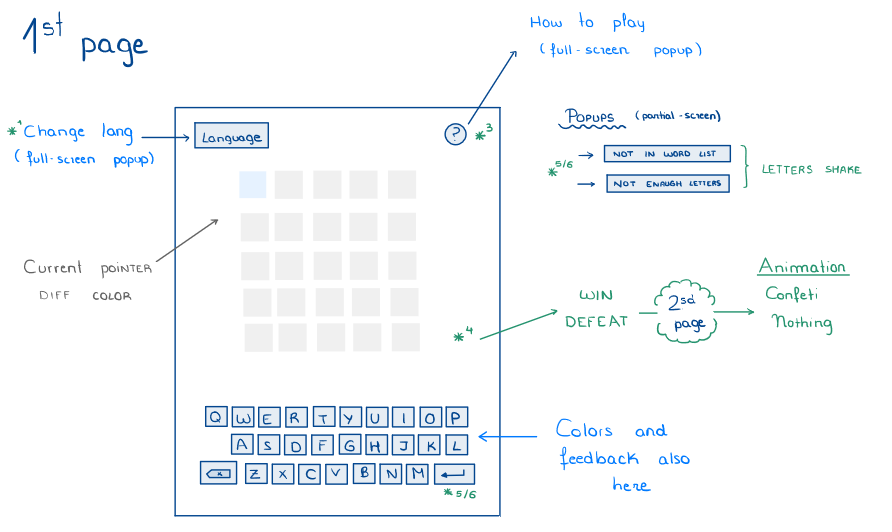 1st page
How to play
(full-screen popup)
*1 Change lang
(full-screen popup)
Language
?
*3
Popups (partial-screen)
*5/6
NOT IN WORD LIST
NOT ENAUGH LETTERS
LETTERS SHAKE
Current POINTER
DIFF COLOR
*4
WIN
DEFEAT
2sd
page
Animation
Confeti
Nothing
Q W E R T Y U I O P
A S D F G H J K L
Z X C V B N M
*5/6
Colors and
feedback also
here